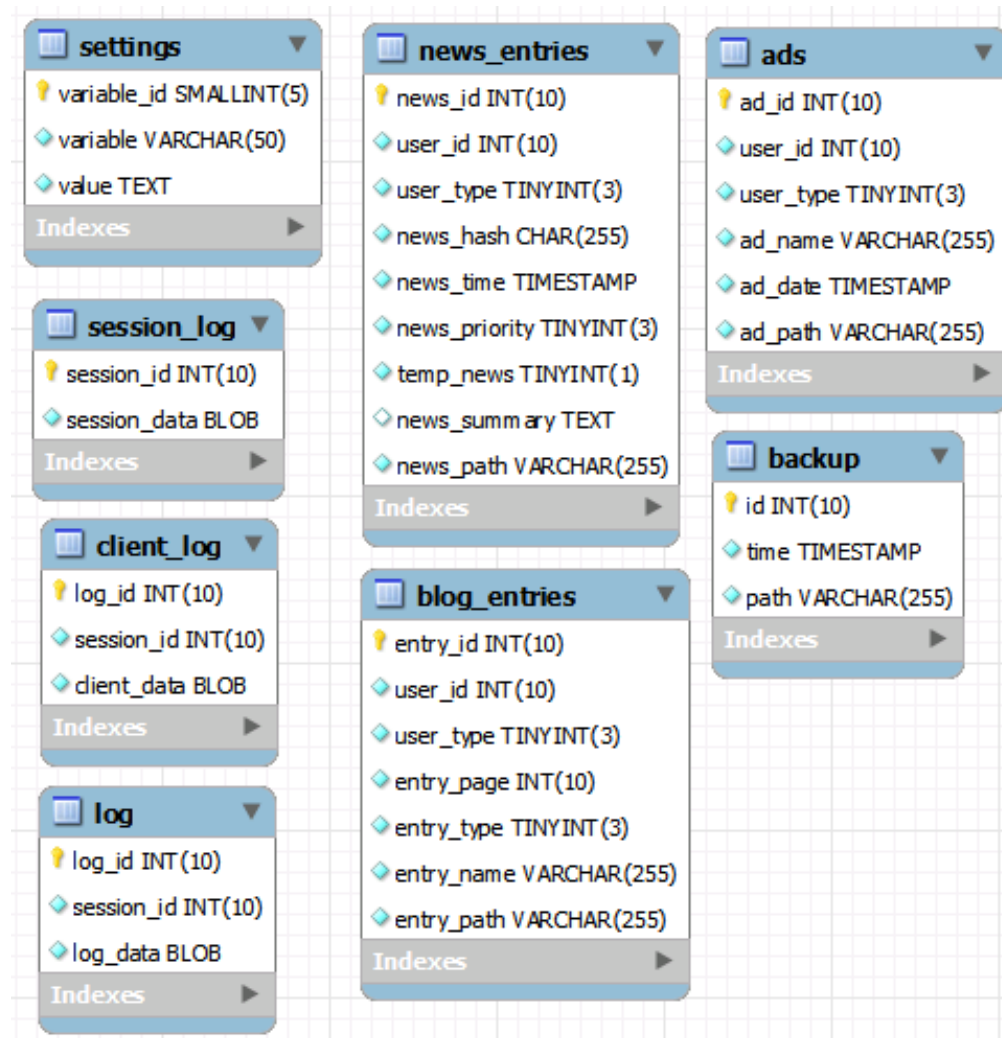 settings
variable_id SMALLINT(5)
variable VARCHAR(50)
value TEXT
Indexes
session_log
session_id INT(10)
session_data BLOB
Indexes
client_log
log_id INT(10)
session_id INT(10)
client_data BLOB
Indexes
log
log_id INT(10)
session_id INT(10)
log_data BLOB
Indexes
news_entries
news_id INT(10)
user_id INT(10)
user_type TINYINT(3)
news_hash CHAR(255)
news_time TIMESTAMP
news_priority TINYINT(3)
temp_news TINYINT(1)
news_summary TEXT
news_path VARCHAR(255)
Indexes
blog_entries
entry_id INT(10)
user_id INT(10)
user_type TINYINT(3)
entry_page INT(10)
entry_type TINYINT(3)
entry_name VARCHAR(255)
entry_path VARCHAR(255)
Indexes
ads
ad_id INT(10)
user_id INT(10)
user_type TINYINT(3)
ad_name VARCHAR(255)
ad_date TIMESTAMP
ad_path VARCHAR(255)
Indexes
backup
id INT(10)
time TIMESTAMP
path VARCHAR(255)
Indexes